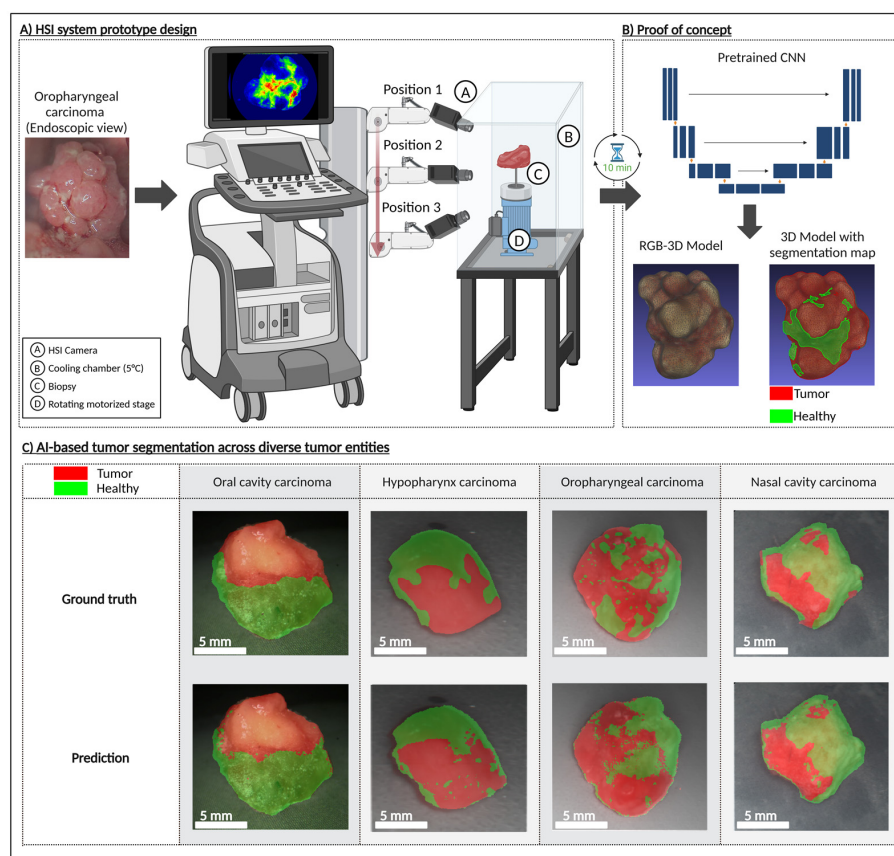 A) HSI system prototype design
Oropharyngeal
carcinoma
(Endoscopic view)
Position 1
Position 2
Position 3
A
B
C
D
A HSI Camera
B Cooling chamber (5°C)
C Biopsy
D Rotating motorized stage
10 min
B) Proof of concept
Pretrained CNN
RGB-3D Model
3D Model with
segmentation map
Tumor
Healthy
C) AI-based tumor segmentation across diverse tumor entities
Tumor
Healthy
Oral cavity carcinoma
Hypopharynx carcinoma
Oropharyngeal carcinoma
Nasal cavity carcinoma
Ground truth
5 mm
5 mm
5 mm
5 mm
Prediction
5 mm
5 mm
5 mm
5 mm